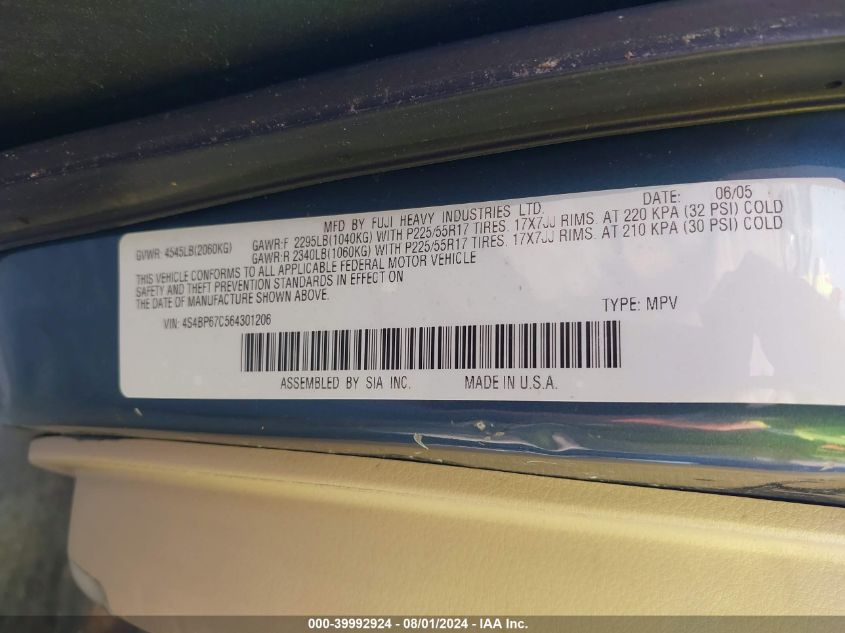 MFD BY FUJI HEAVY INDUSTRIES LTD. DATE: 06/05
GVWR: 4545LB(2060KG) GAWR:F 2295LB(1040KG) WITH P225/55R17 TIRES. 17X7JJ RIMS. AT 220 KPA (32 PSI) COLD
GAWR:R 2340LB(1060KG) WITH P225/55R17 TIRES. 17X7JJ RIMS. AT 210 KPA (30 PSI) COLD
THIS VEHICLE CONFORMS TO ALL APPLICABLE FEDERAL MOTOR VEHICLE
SAFETY AND THEFT PREVENTION STANDARDS IN EFFECT ON
THE DATE OF MANUFACTURE SHOWN ABOVE.
VIN: 4S4BP67C564301206 TYPE: MPV
ASSEMBLED BY SIA INC. MADE IN U.S.A.
000-39992924 - 08/01/2024 - IAA Inc.